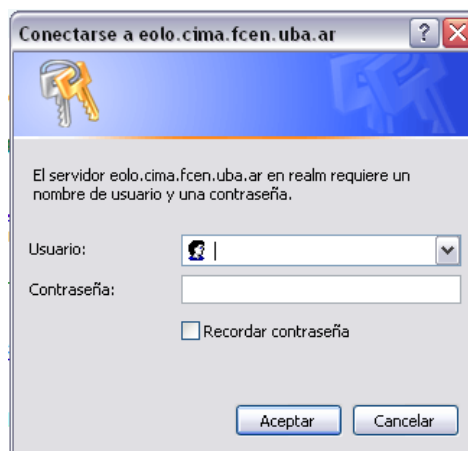 Conectarse a eolo.cima.fcen.uba.ar
El servidor eolo.cima.fcen.uba.ar en realm requiere un
nombre de usuario y una contraseña.
Usuario:
Contraseña:
Recordar contraseña
Aceptar Cancelar